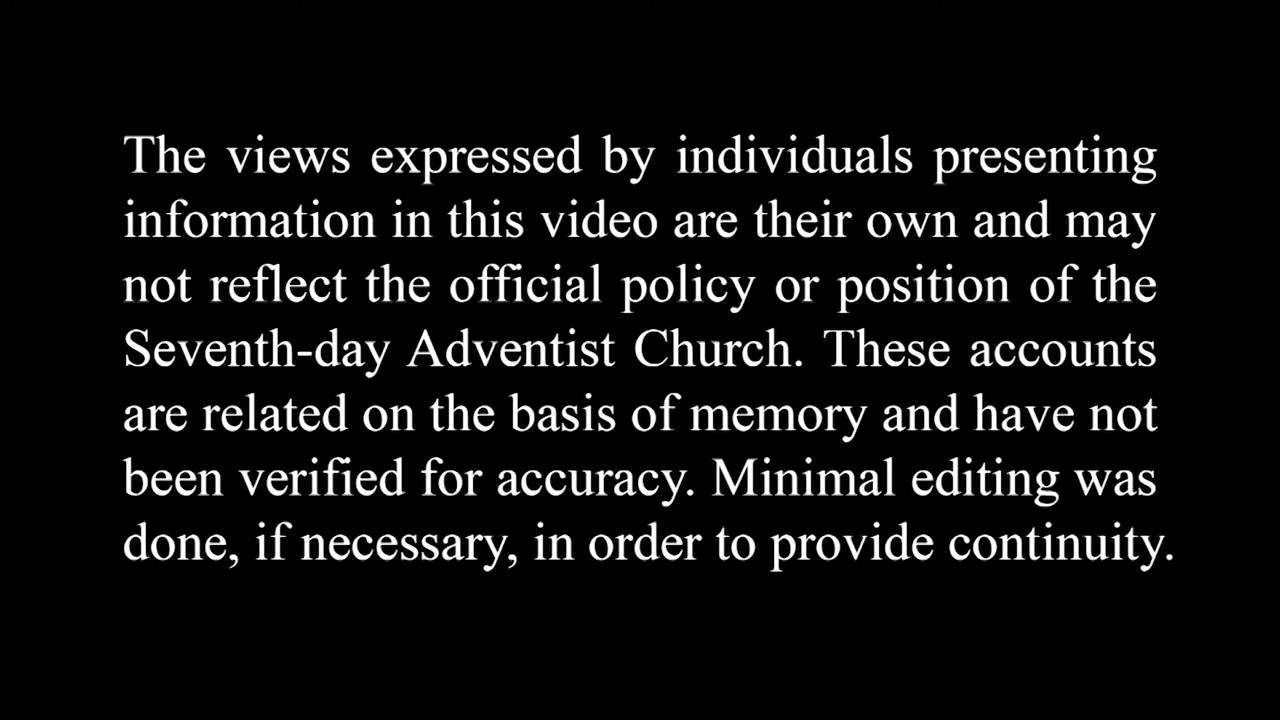 The views expressed by individuals presenting
information in this video are their own and may
not reflect the official policy or position of the
Seventh-day Adventist Church. These accounts
are related on the basis of memory and have not
been verified for accuracy. Minimal editing was
done, if necessary, in order to provide continuity.